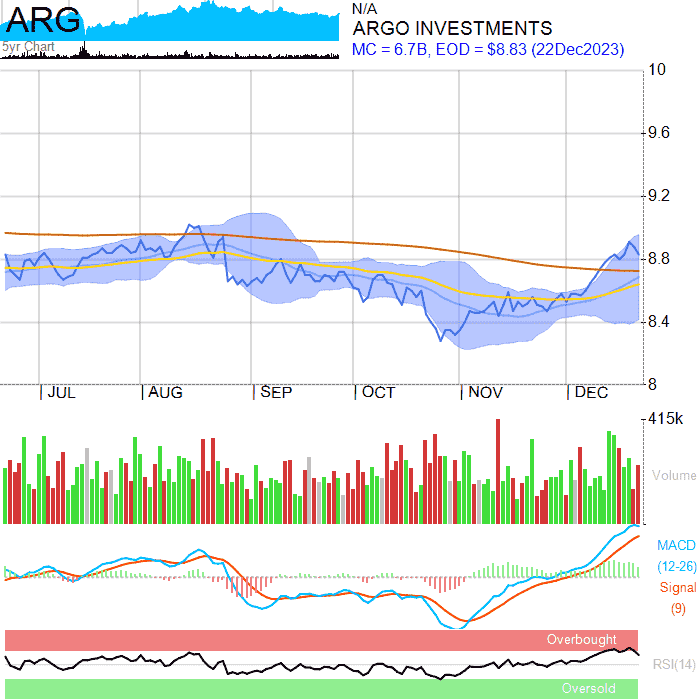 ARG
5yr Chart
N/A
ARGO INVESTMENTS
MC = 6.7B, EOD = $8.83 (22Dec2023)
10
9.6
9.2
8.8
8.4
8
JUL AUG SEP OCT NOV DEC
415k
Volume
MACD
(12-26)
Signal
(9)
Overbought
RSI(14)
Oversold